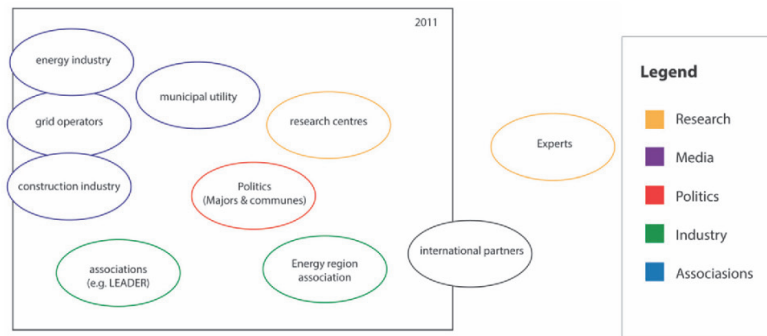 2011
energy industry
municipal utility
grid operators
research centres
construction industry
Politics
(Majors & communes)
associations
(e.g. LEADER)
Energy region
association
international partners
Experts
Legend
Research
Media
Politics
Industry
Associasions